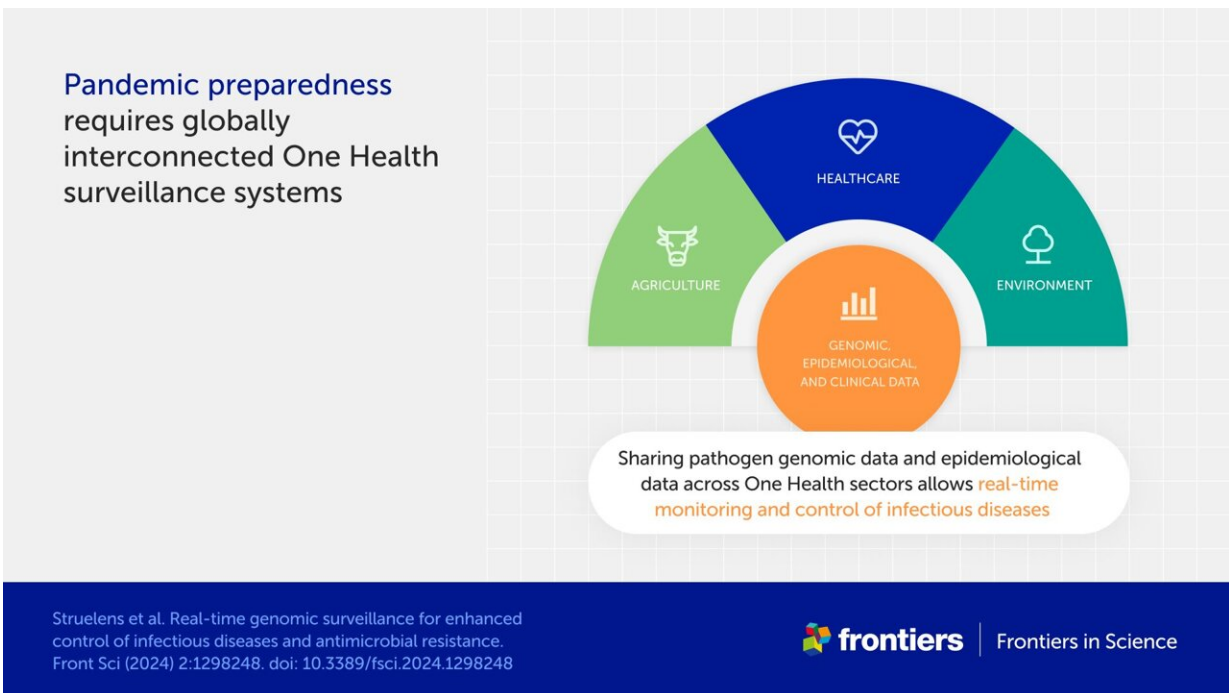 Pandemic preparedness
requires globally
interconnected One Health
surveillance systems
HEALTHCARE
AGRICULTURE
ENVIRONMENT
GENOMIC,
EPIDEMIOLOGICAL,
AND CLINICAL DATA
Sharing pathogen genomic data and epidemiological
data across One Health sectors allows real-time
monitoring and control of infectious diseases
Struelens et al. Real-time genomic surveillance for enhanced
control of infectious diseases and antimicrobial resistance.
Front Sci (2024) 2:1298248. doi: 10.3389/fsci.2024.1298248
frontiers | Frontiers in Science